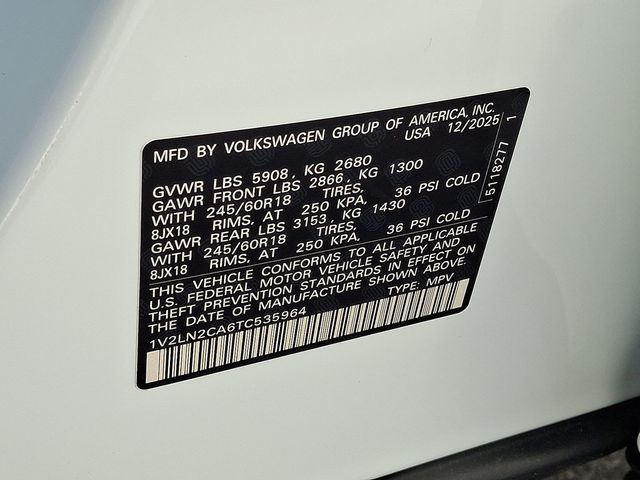 MFD BY VOLKSWAGEN GROUP OF AMERICA, INC.
USA 12/2025
GVWR LBS 5908, KG 2680
GAWR FRONT LBS 2866, KG 1300
WITH 245/60R18 TIRES, 36 PSI COLD
8JX18 RIMS, AT 250 KPA,
GAWR REAR LBS 3153, KG 1430
WITH 245/60R18 TIRES, 36 PSI COLD
8JX18 RIMS, AT 250 KPA,
THIS VEHICLE CONFORMS TO ALL APPLICABLE
U.S. FEDERAL MOTOR VEHICLE SAFETY AND
THEFT PREVENTION STANDARDS IN EFFECT ON
THE DATE OF MANUFACTURE SHOWN ABOVE.
1V2LN2CA6TC535964 TYPE: MPV
5118277 1